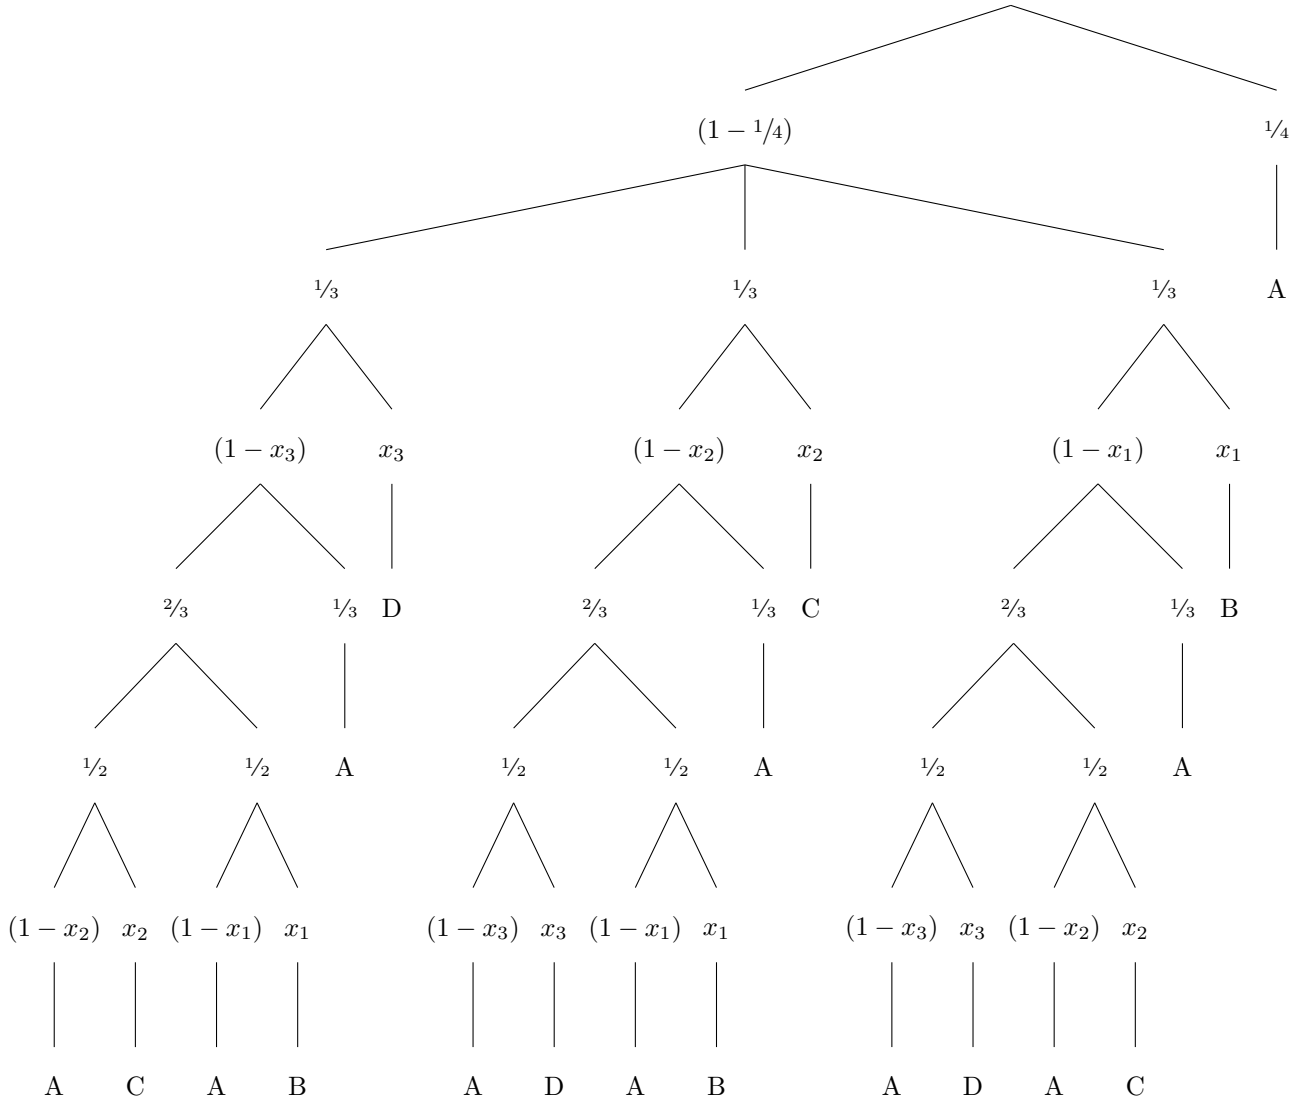 (1 − 1/4) 1/4
1/3 1/3 1/3 A
(1 − x₃) x₃ (1 − x₂) x₂ (1 − x₁) x₁
2/3 1/3 D 2/3 1/3 C 2/3 1/3 B
1/2 1/2 A 1/2 1/2 A 1/2 1/2 A
(1 − x₂) x₂ (1 − x₁) x₁ (1 − x₃) x₃ (1 − x₁) x₁ (1 − x₃) x₃ (1 − x₂) x₂
A C A B A D A B A D A C